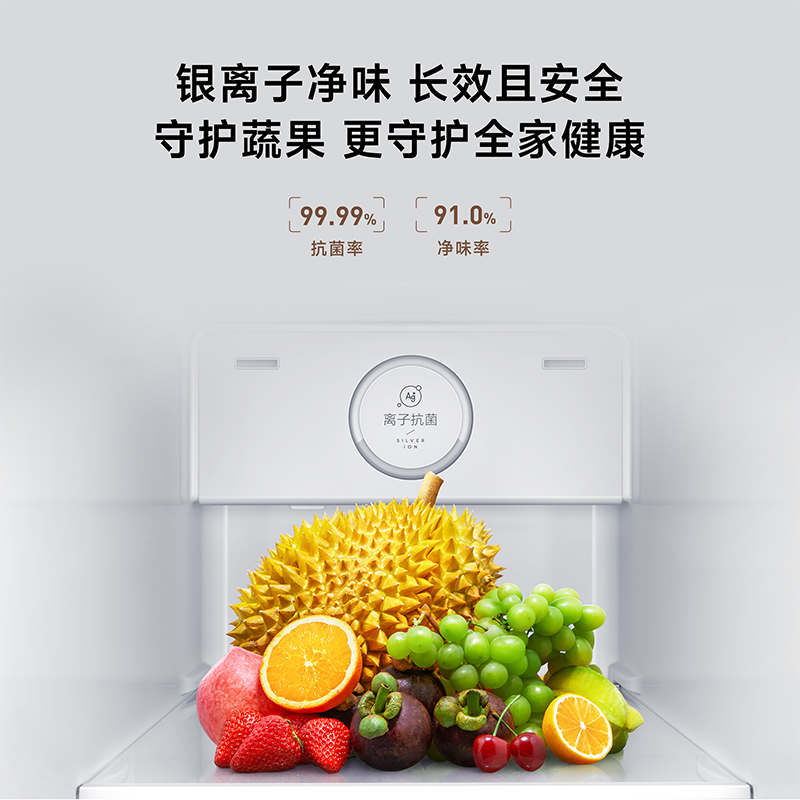 银离子净味 长效且安全
守护蔬果 更守护全家健康
99.99% 91.0%
抗菌率 净味率
Ag+
离子抗菌
SILVER
ION